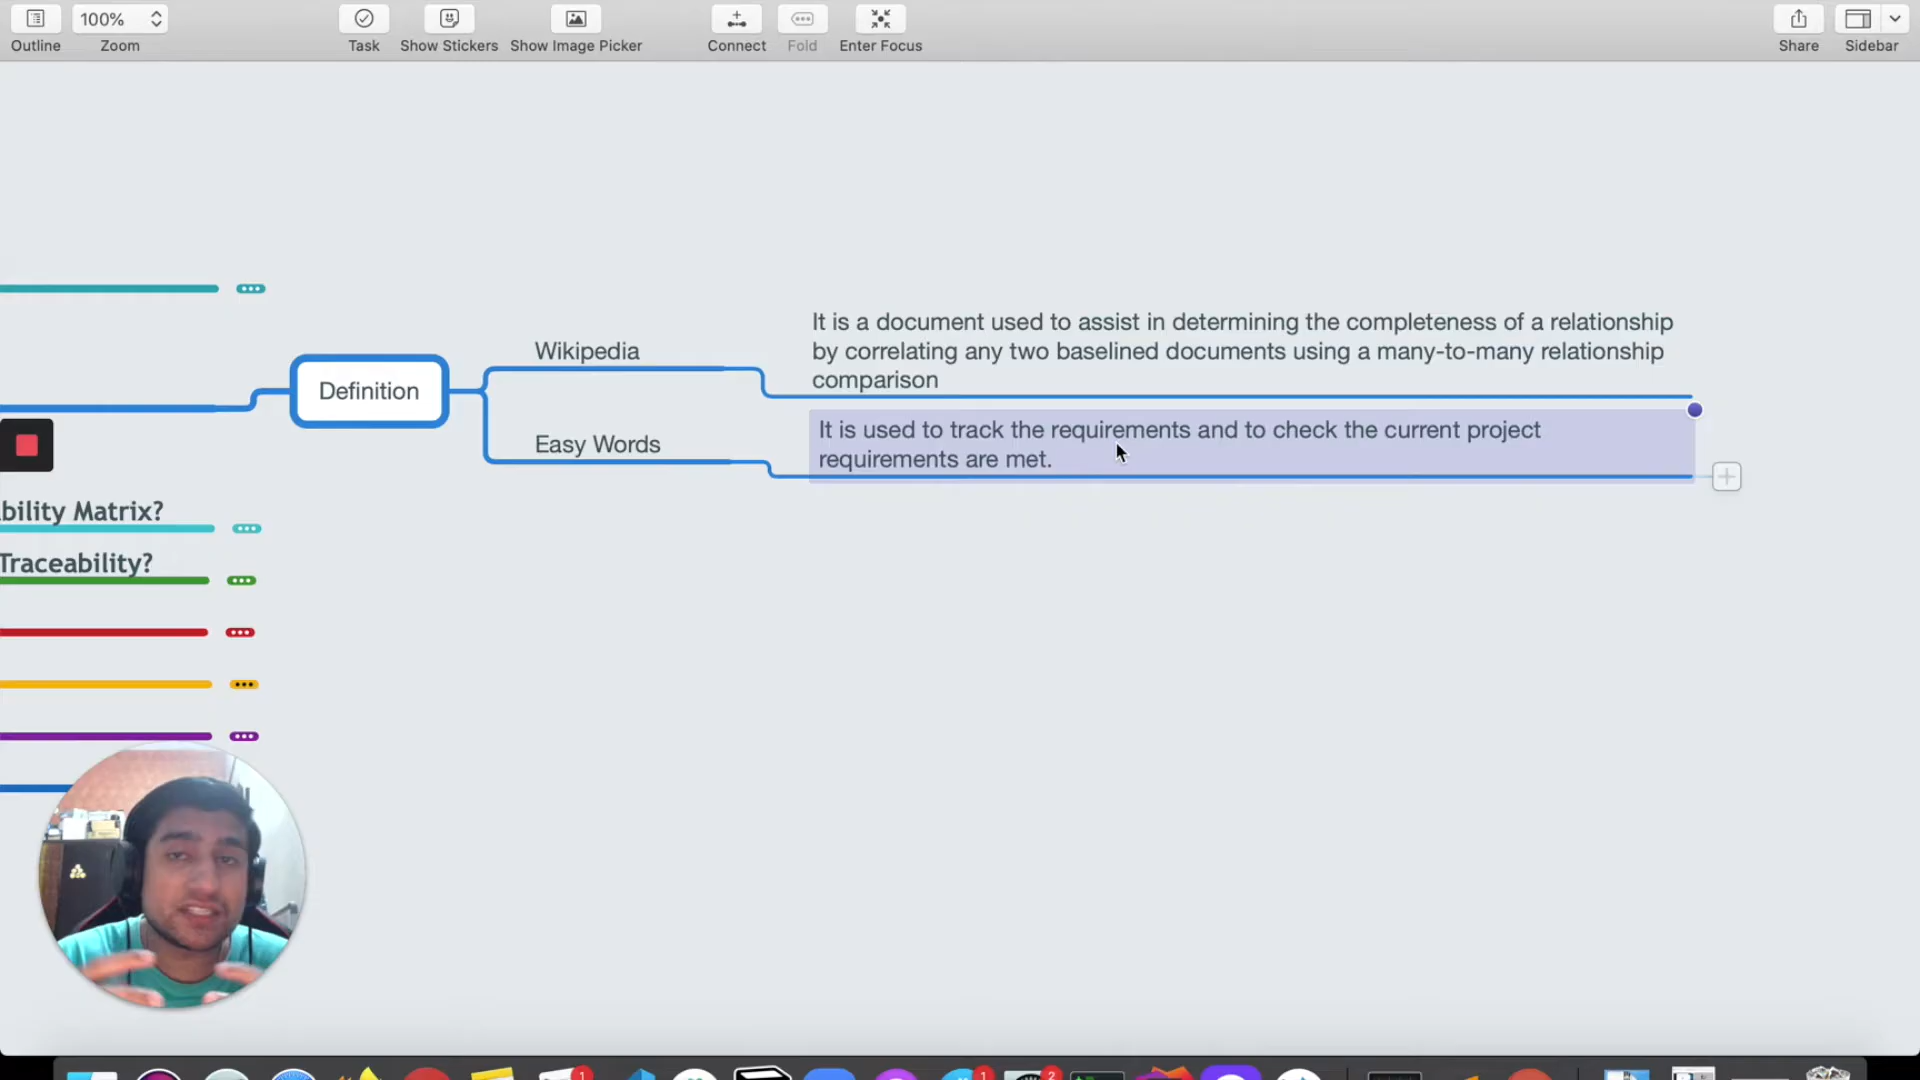 100%
Outline
Zoom
Task
Show Stickers
Show Image Picker
Connect
Fold
Enter Focus
Share
Sidebar
It is a document used to assist in determining the completeness of a relationship
by correlating any two baselined documents using a many-to-many relationship
comparison
Wikipedia
Definition
Easy Words
It is used to track the requirements and to check the current project
requirements are met.
bility Matrix?
Traceability?
1
1
2